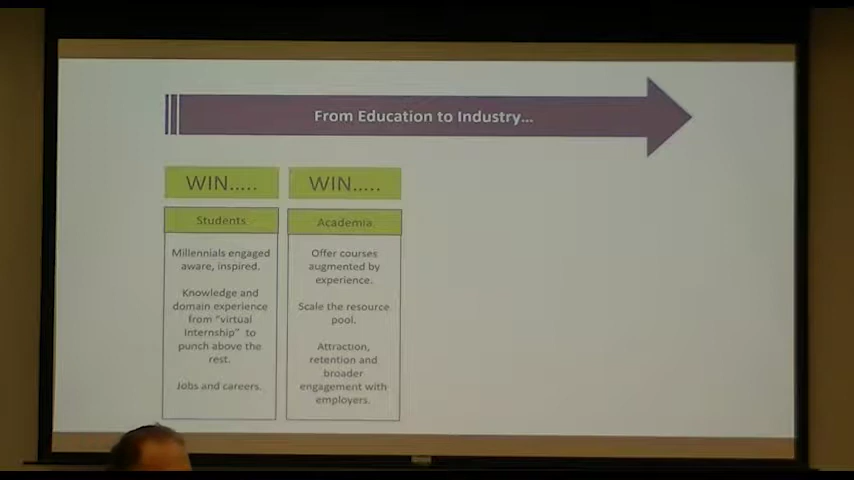 From Education to Industry...
WIN.....
WIN.....
Students
Academia
Millennials engaged
aware, inspired.
Knowledge and
domain experience
from "virtual
Internship" to
punch above the
rest.
Jobs and careers.
Offer courses
augmented by
experience.
Scale the resource
pool.
Attraction,
retention and
broader
engagement with
employers.